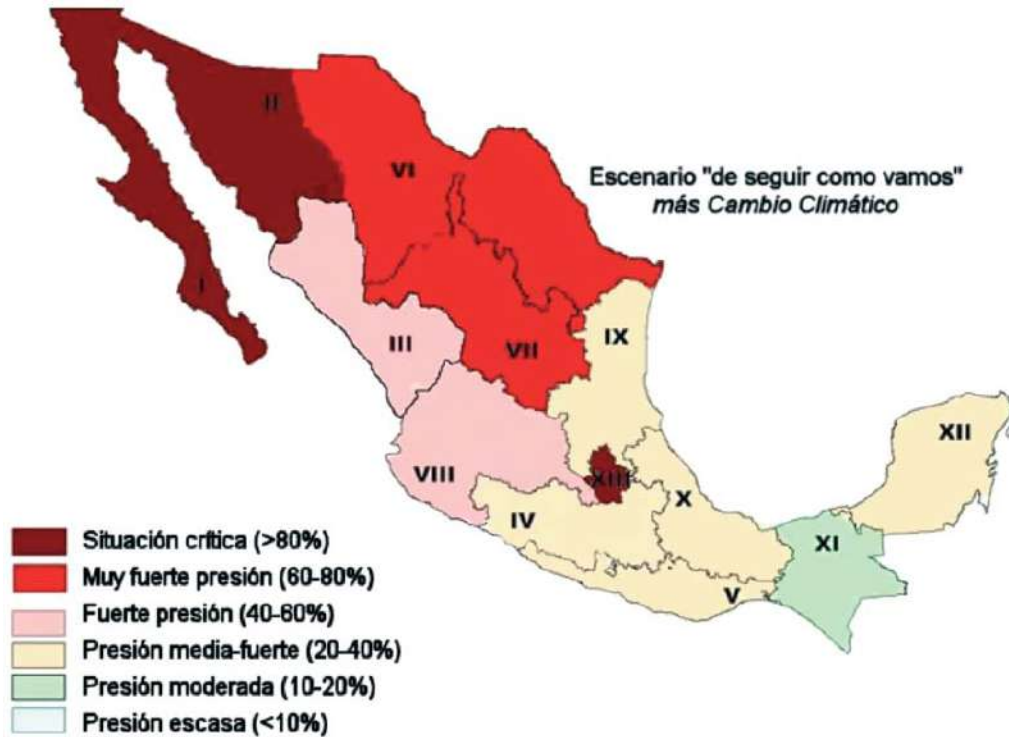 II
VI
Escenario "de seguir como vamos"
más Cambio Climático
I
III
VII
IX
XII
VIII
XIII
IV
X
XI
V
Situación crítica (>80%)
Muy fuerte presión (60-80%)
Fuerte presión (40-60%)
Presión media-fuerte (20-40%)
Presión moderada (10-20%)
Presión escasa (<10%)